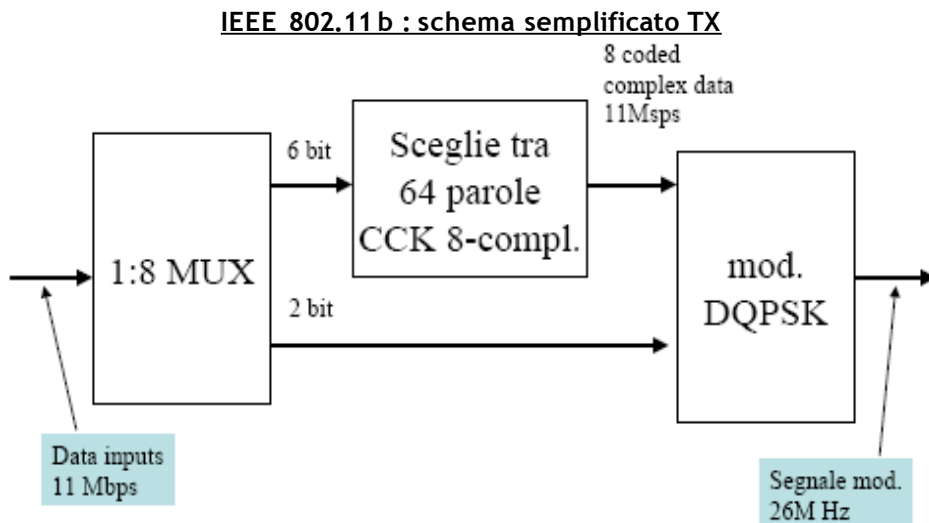 IEEE 802.11b : schema semplificato TX
8 coded
complex data
11Msps
6 bit
Sceglie tra
64 parole
CCK 8-compl.
1:8 MUX
mod.
DQPSK
2 bit
Data inputs
11 Mbps
Segnale mod.
26M Hz